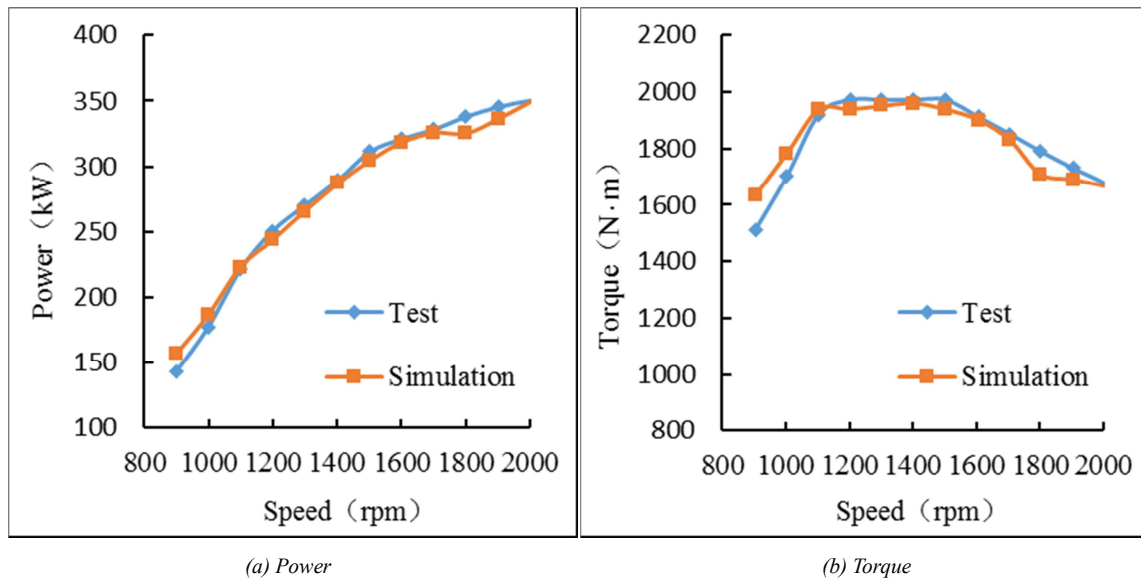 400
350
300
250
200
150
100
Power（kW）
Test
Simulation
800 1000 1200 1400 1600 1800 2000
Speed（rpm）
(a) Power
2200
2000
1800
1600
1400
1200
1000
800
Torque（N·m）
Test
Simulation
800 1000 1200 1400 1600 1800 2000
Speed（rpm）
(b) Torque